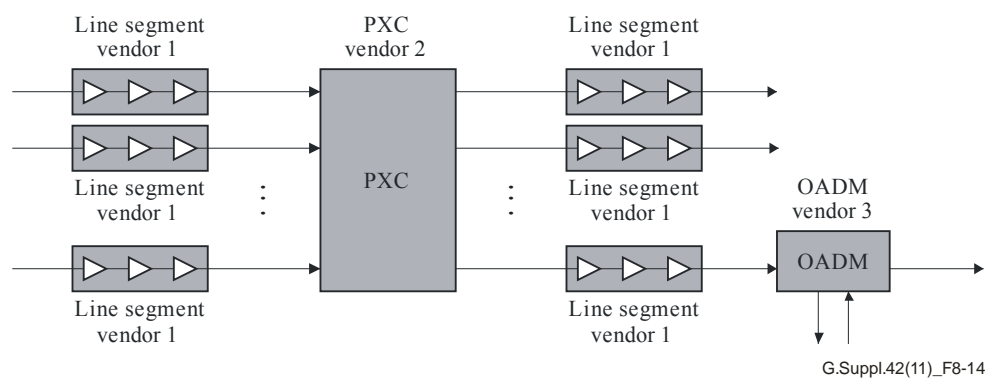 Line segment
vendor 1
PXC
vendor 2
Line segment
vendor 1
Line segment
vendor 1
PXC
Line segment
vendor 1
OADM
vendor 3
OADM
Line segment
vendor 1
Line segment
vendor 1
G.Suppl.42(11)_F8-14